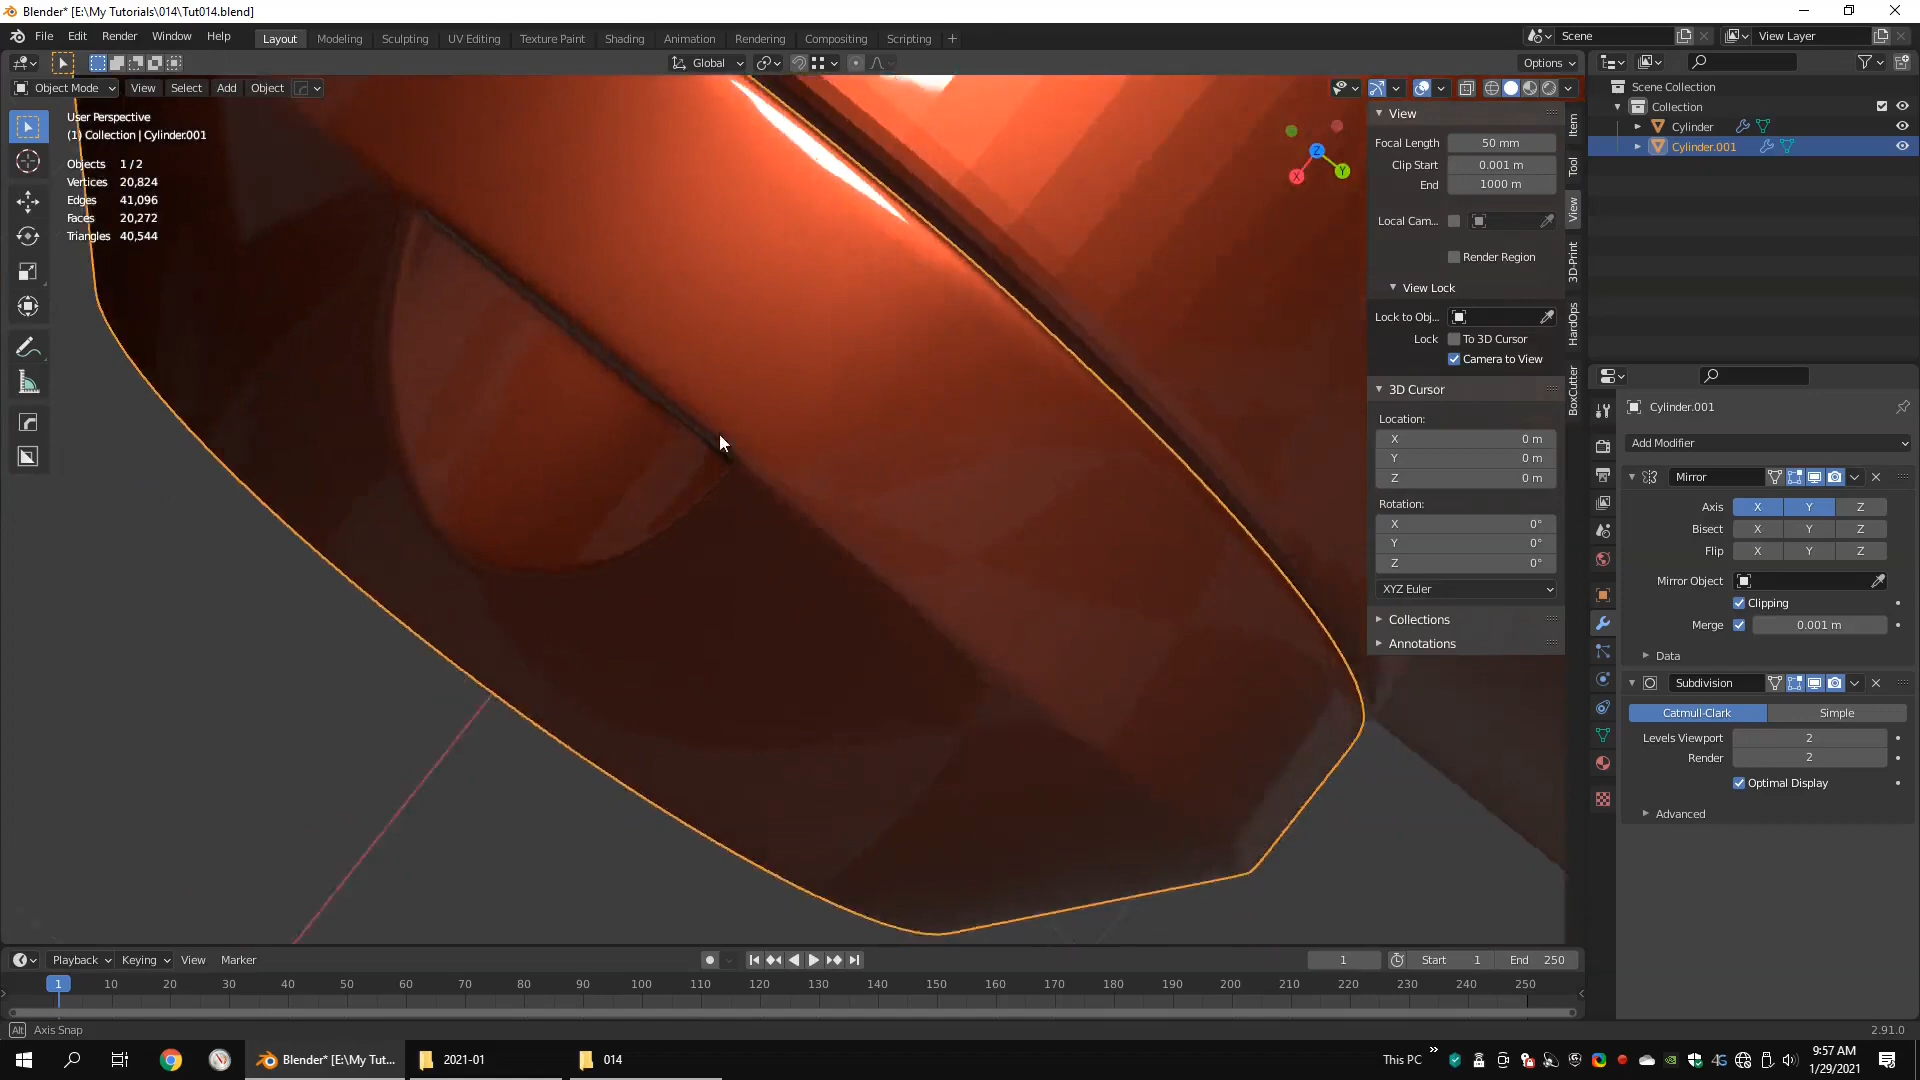 Blender* [E:\My Tutorials\014\Tut014.blend]
File Edit Render Window Help
Layout Modeling Sculpting UV Editing Texture Paint Shading Animation Rendering Compositing Scripting +
Scene
View Layer
Global
Options
Object Mode View Select Add Object
User Perspective
(1) Collection | Cylinder.001
Objects 1 / 2
Vertices 20,824
Edges 41,096
Faces 20,272
Triangles 40,544
Z
Y
X
View
Focal Length 50 mm
Clip Start 0.001 m
End 1000 m
Local Cam...
Render Region
View Lock
Lock to Obj...
Lock To 3D Cursor
Camera to View
3D Cursor
Location:
X 0 m
Y 0 m
Z 0 m
Rotation:
X 0°
Y 0°
Z 0°
XYZ Euler
Collections
Annotations
Item
Tool
View
3D-Print
HardOps
BoxCutter
Scene Collection
Collection
Cylinder
Cylinder.001
Cylinder.001
Add Modifier
Mirror
Axis X Y Z
Bisect X Y Z
Flip X Y Z
Mirror Object
Clipping
Merge 0.001 m
Data
Subdivision
Catmull-Clark Simple
Levels Viewport 2
Render 2
Optimal Display
Advanced
Playback Keying View Marker
1
Start 1
End 250
1 10 20 30 40 50 60 70 80 90 100 110 120 130 140 150 160 170 180 190 200 210 220 230 240 250
Alt Axis Snap
2.91.0
Blender* [E:\My Tut...
2021-01
014
This PC
4G
9:57 AM
1/29/2021